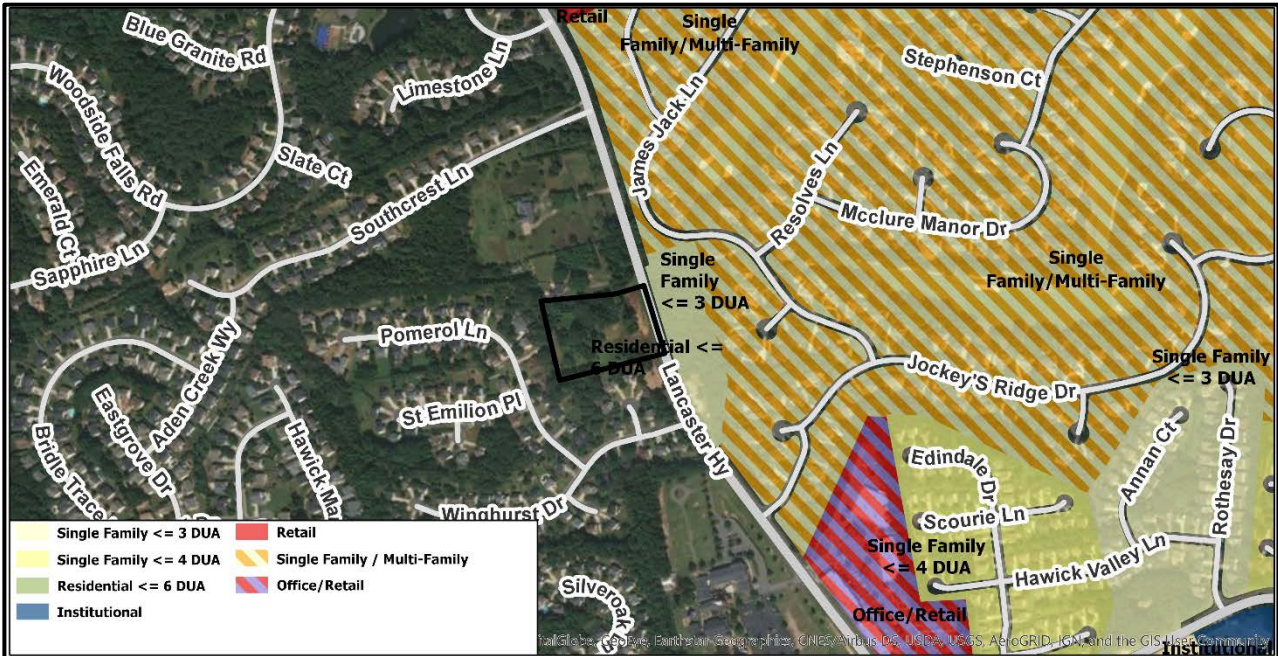 Retail
Single
Family/Multi-Family
Blue Granite Rd
Limestone Ln
Stephenson Ct
Woodside Falls Rd
Slate Ct
James Jack Ln
Emerald Ct
Southcrest Ln
Resolves Ln
Mcclure Manor Dr
Sapphire Ln
Single
Family
<= 3 DUA
Single
Family/Multi-Family
Pomerol Ln
Residential <=
6 DUA
Single Family
<= 3 DUA
Aden Creek Wy
Lancaster Hy
Jockey'S Ridge Dr
St Emilion Pl
Eastgrove Dr
Bridle Trace
Hawick Ma
Annan Ct
Rothesay Dr
Edindale Dr
Winghurst Dr
Scourie Ln
Single Family
<= 4 DUA
Hawick Valley Ln
Silveroak
Office/Retail
Single Family <= 3 DUA
Retail
Single Family <= 4 DUA
Single Family / Multi-Family
Residential <= 6 DUA
Office/Retail
Institutional
italGlobe, GeoEye, Earthstar Geographics, CNES/Airbus DS, USDA, USGS, AeroGRID, IGN, and the GIS User Community
Institutional